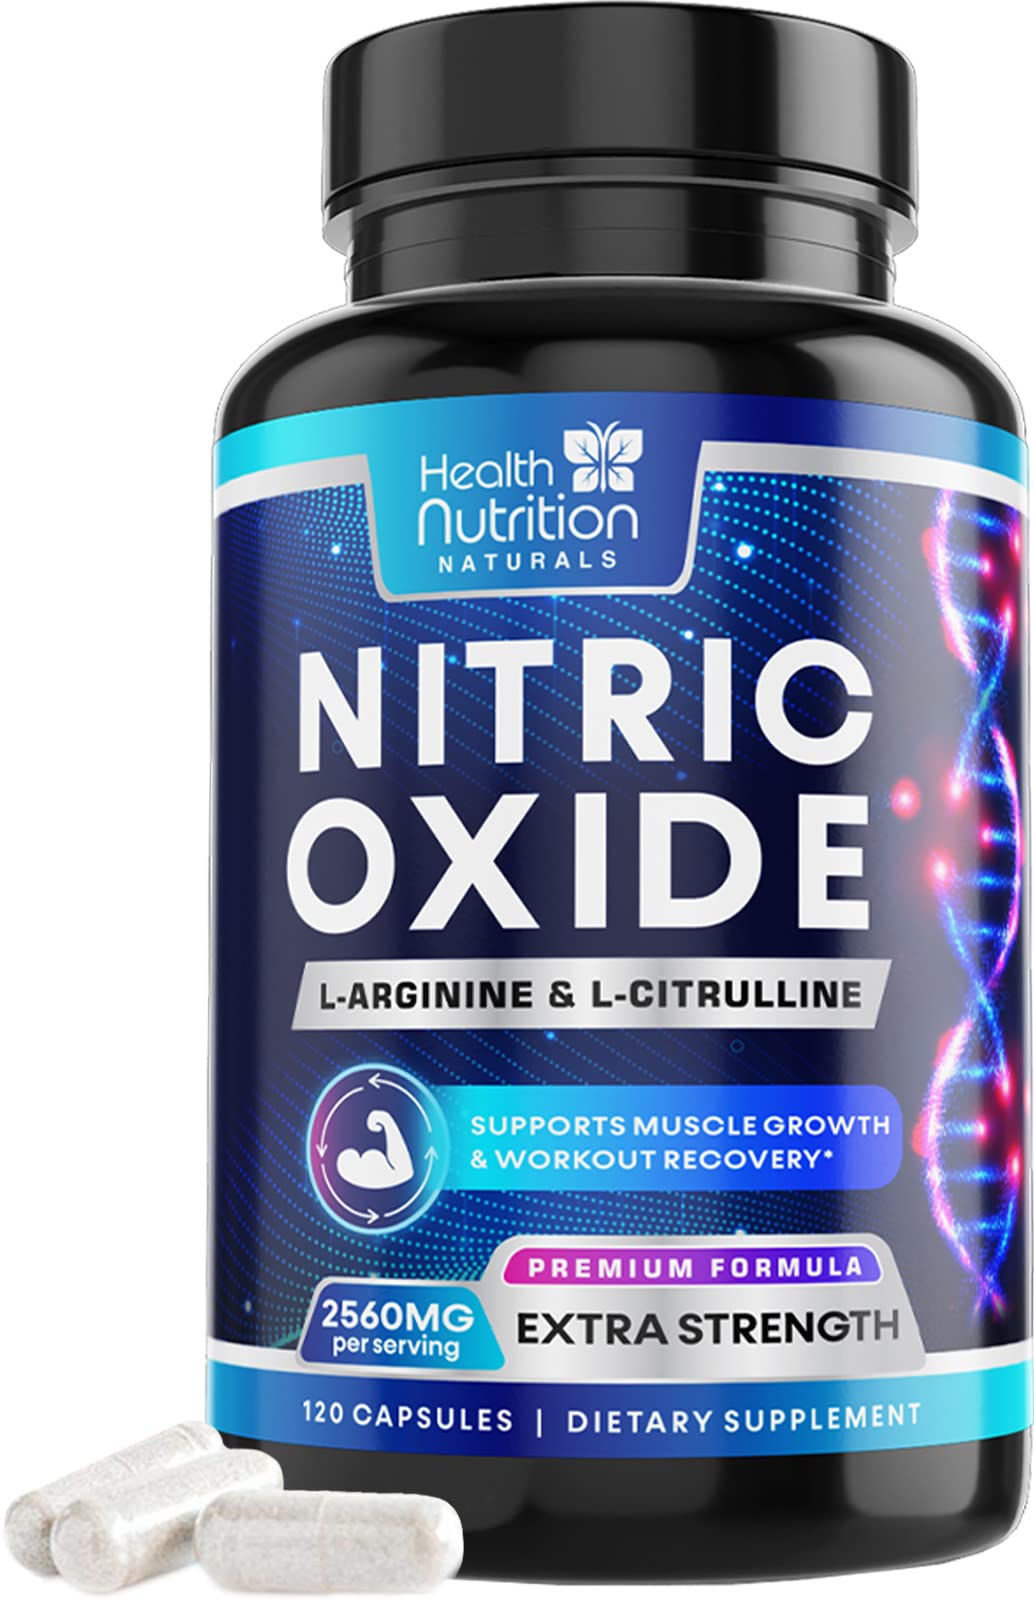 Health
Nutrition
NATURALS
NITRIC
OXIDE
L-ARGININE & L-CITRULLINE
SUPPORTS MUSCLE GROWTH
& WORKOUT RECOVERY*
PREMIUM FORMULA
2560MG
per serving
EXTRA STRENGTH
120 CAPSULES | DIETARY SUPPLEMENT